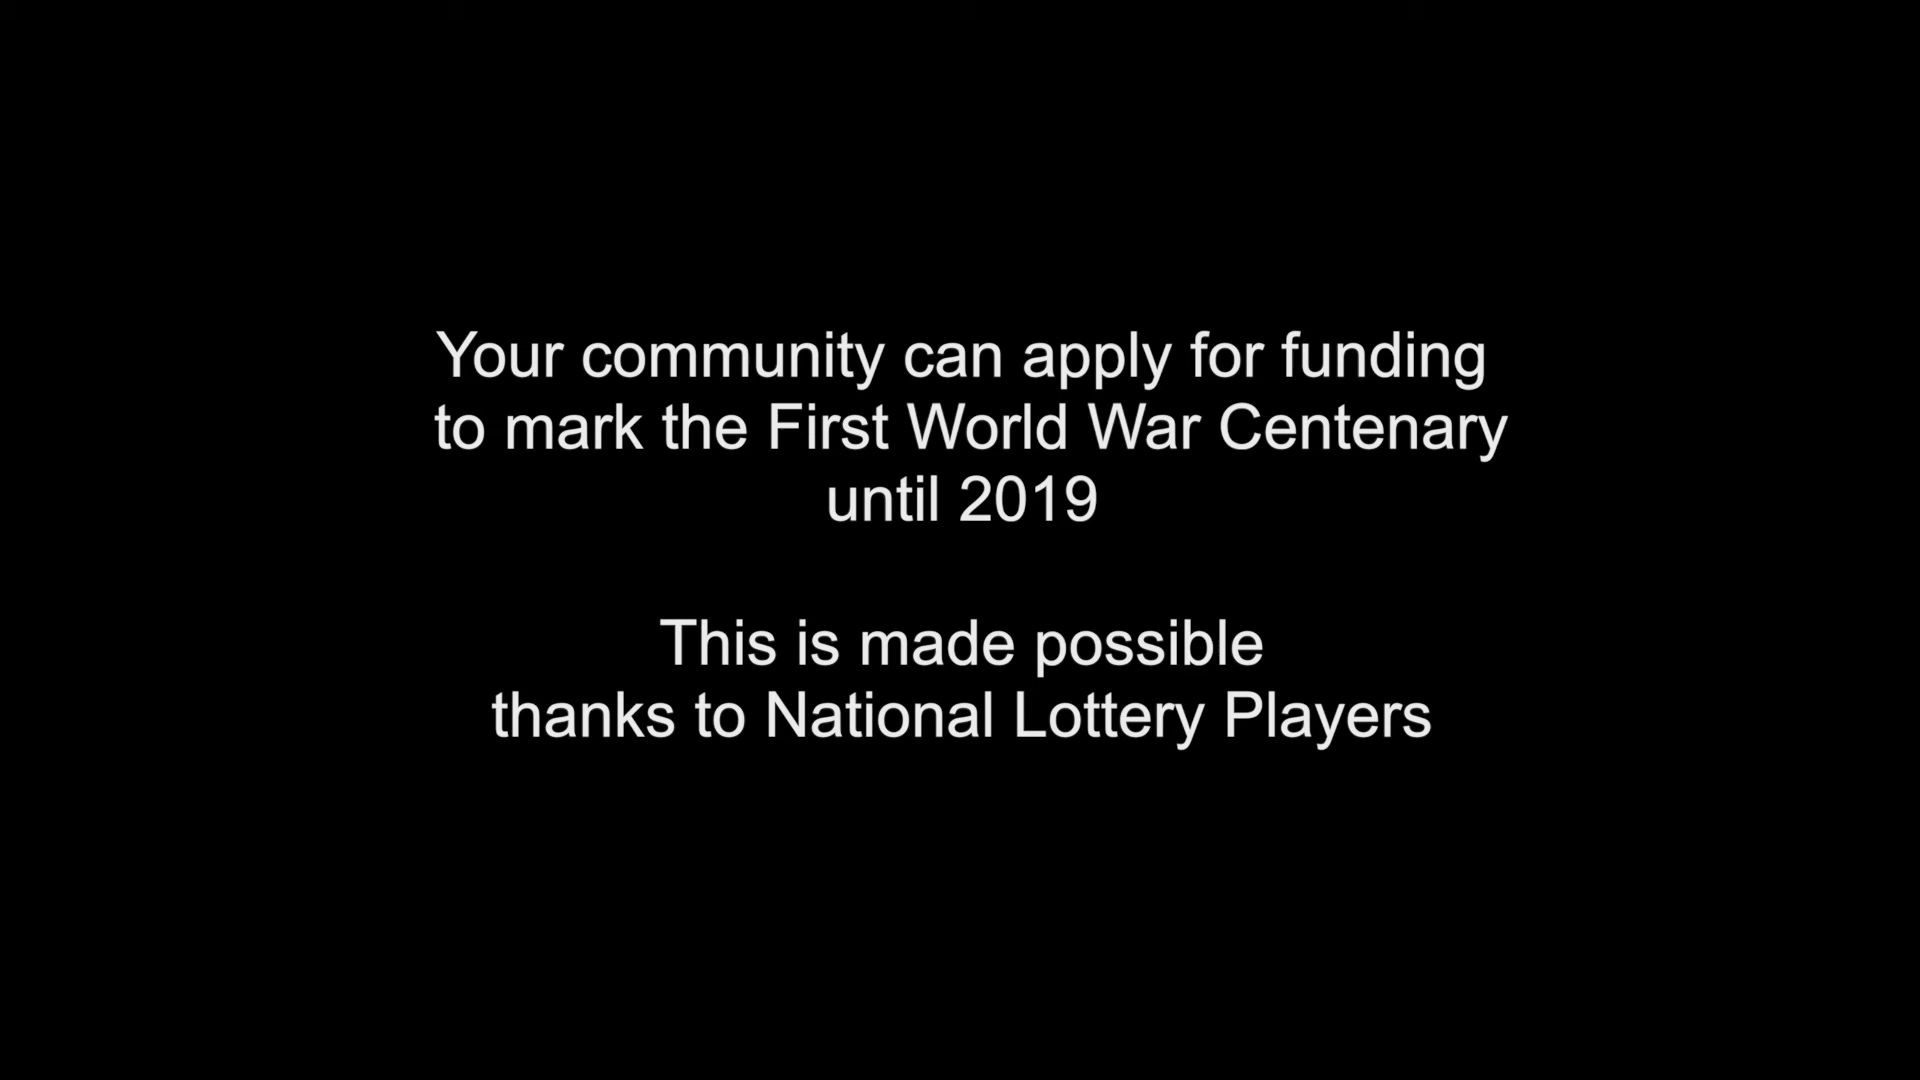 Your community can apply for funding
to mark the First World War Centenary
until 2019
This is made possible
thanks to National Lottery Players